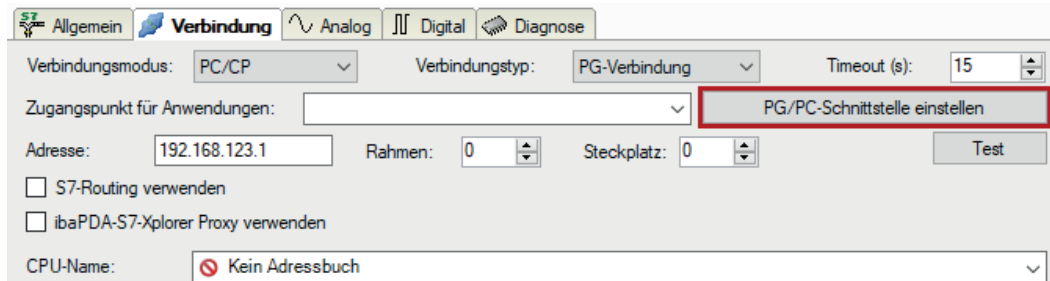 S7 Allgemein Verbindung Analog Digital Diagnose
Verbindungsmodus: PC/CP Verbindungstyp: PG-Verbindung Timeout (s): 15
Zugangspunkt für Anwendungen: PG/PC-Schnittstelle einstellen
Adresse: 192.168.123.1 Rahmen: 0 Steckplatz: 0 Test
S7-Routing verwenden
ibaPDA-S7-Xplorer Proxy verwenden
CPU-Name: Kein Adressbuch